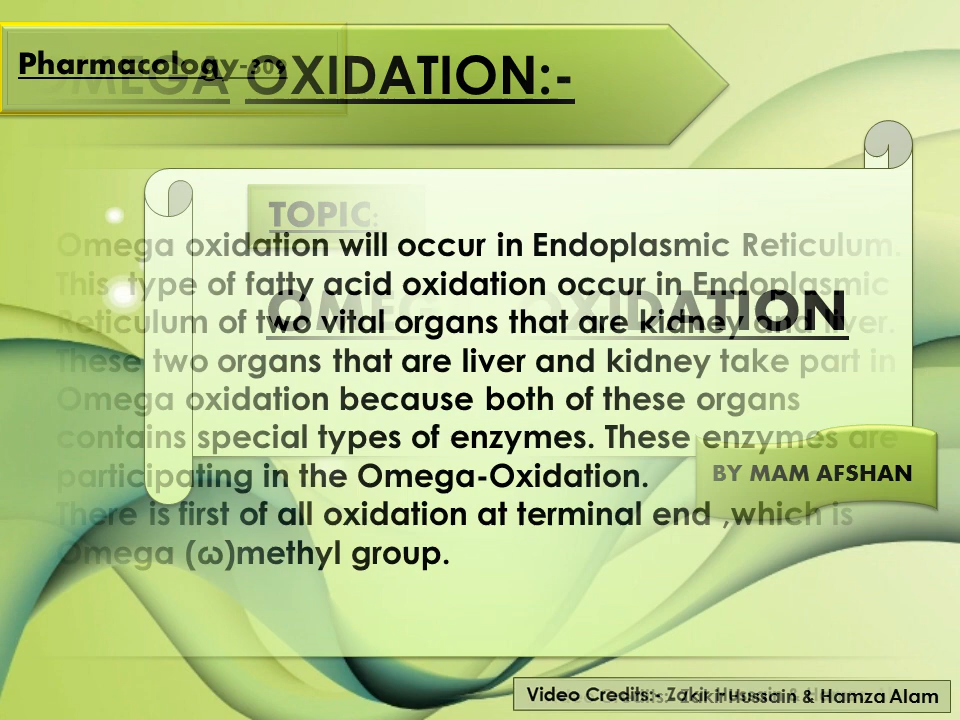 Pharmacology-309
OMEGA OXIDATION:-
TOPIC:
OMEGA OXIDATION
Omega oxidation will occur in Endoplasmic Reticulum.
This type of fatty acid oxidation occur in Endoplasmic
Reticulum of two vital organs that are kidney and liver.
These two organs that are liver and kidney take part in
Omega oxidation because both of these organs
contains special types of enzymes. These enzymes are
participating in the Omega-Oxidation.
There is first of all oxidation at terminal end ,which is
Omega (ω)methyl group.
BY MAM AFSHAN
Video Credits:- Zakir Hussain & Hamza Alam